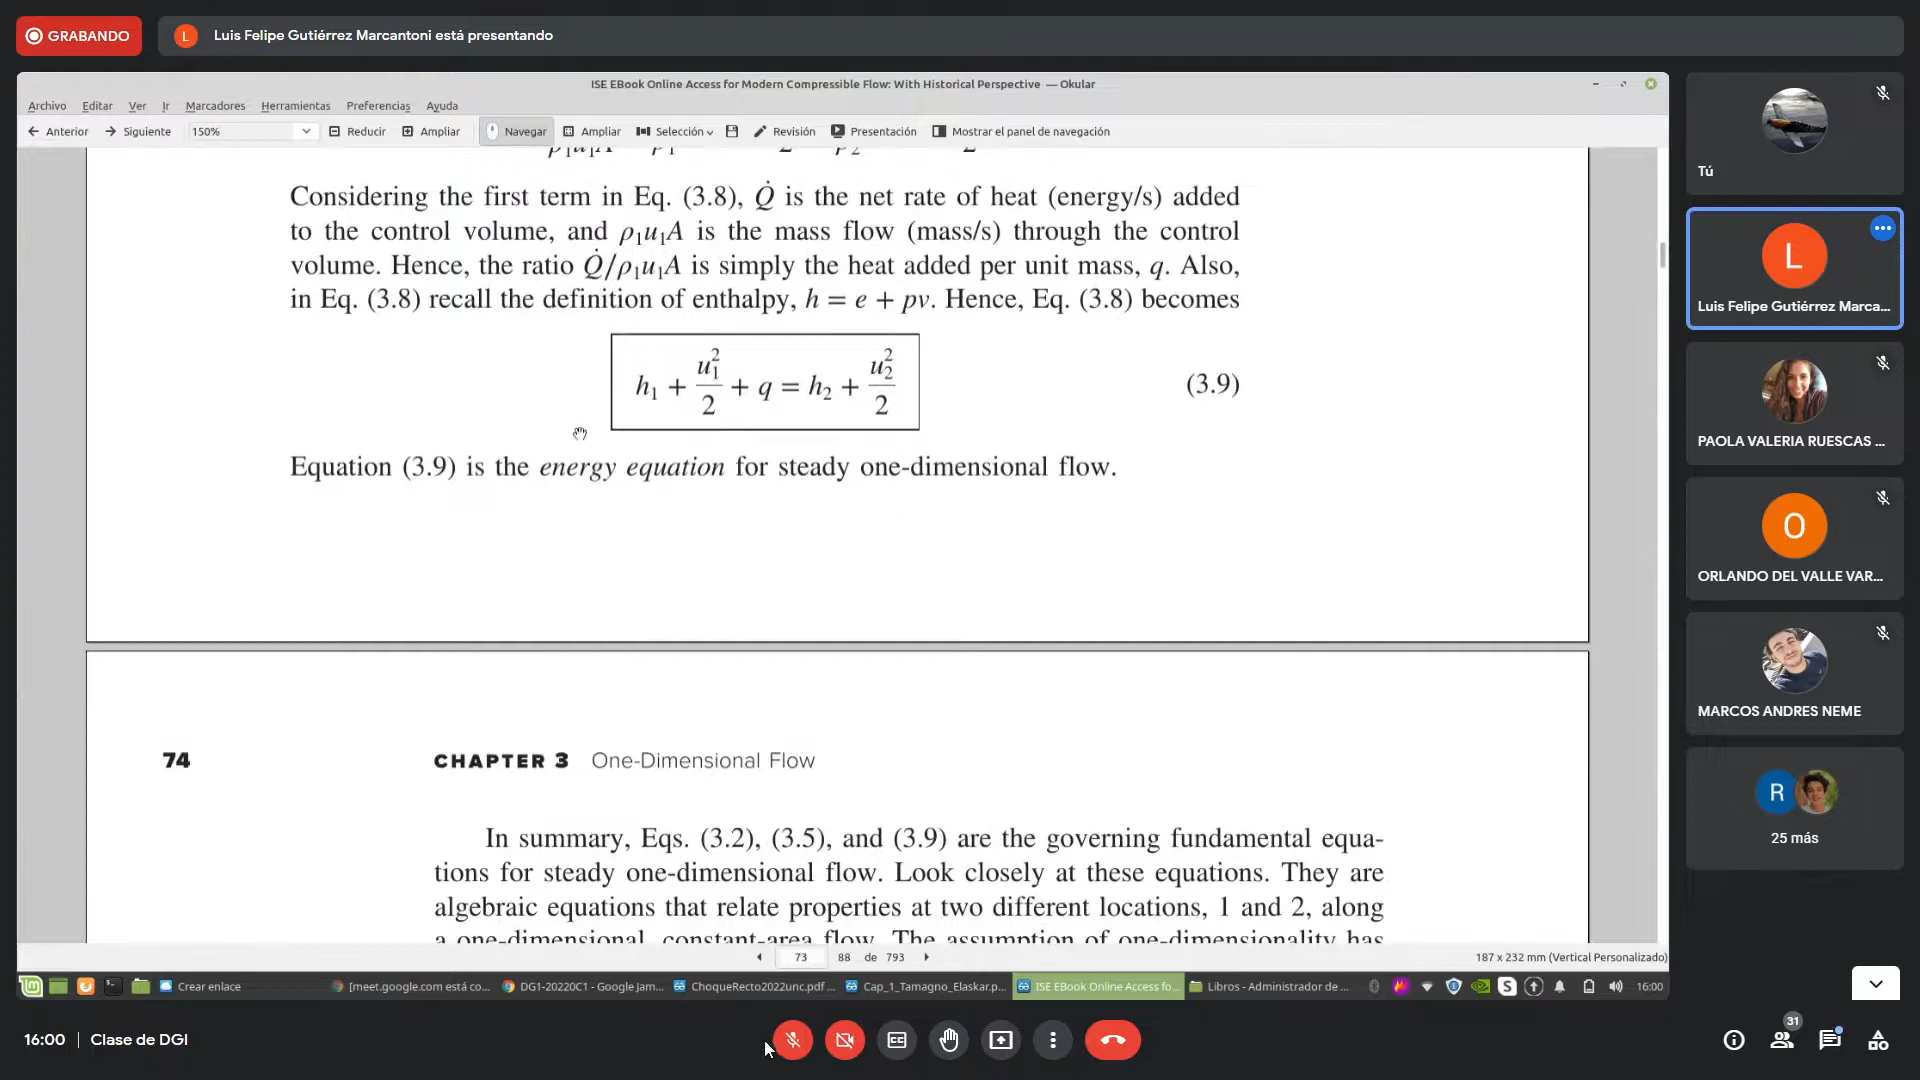 GRABANDO
L Luis Felipe Gutiérrez Marcantoni está presentando
ISE EBook Online Access for Modern Compressible Flow: With Historical Perspective — Okular
Archivo Editar Ver Ir Marcadores Herramientas Preferencias Ayuda
Anterior Siguiente 150% Reducir Ampliar Navegar Ampliar Selección Revisión Presentación Mostrar el panel de navegación
Considering the first term in Eq. (3.8), Q̇ is the net rate of heat (energy/s) added
to the control volume, and ρ₁u₁A is the mass flow (mass/s) through the control
volume. Hence, the ratio Q̇/ρ₁u₁A is simply the heat added per unit mass, q. Also,
in Eq. (3.8) recall the definition of enthalpy, h = e + pv. Hence, Eq. (3.8) becomes
h₁ + u₁²/2 + q = h₂ + u₂²/2 (3.9)
Equation (3.9) is the energy equation for steady one-dimensional flow.
74 CHAPTER 3 One-Dimensional Flow
In summary, Eqs. (3.2), (3.5), and (3.9) are the governing fundamental equa-
tions for steady one-dimensional flow. Look closely at these equations. They are
algebraic equations that relate properties at two different locations, 1 and 2, along
a one-dimensional, constant-area flow. The assumption of one-dimensionality has
73 88 de 793
187 x 232 mm (Vertical Personalizado)
Crear enlace [meet.google.com está co... DG1-20220C1 - Google Jam... ChoqueRecto2022unc.pdf ... Cap_1_Tamagno_Elaskar.p... ISE EBook Online Access fo... Libros - Administrador de ... 16:00
Tú
L
Luis Felipe Gutiérrez Marca...
PAOLA VALERIA RUESCAS ...
O
ORLANDO DEL VALLE VAR...
MARCOS ANDRES NEME
R
25 más
16:00 | Clase de DGI
31